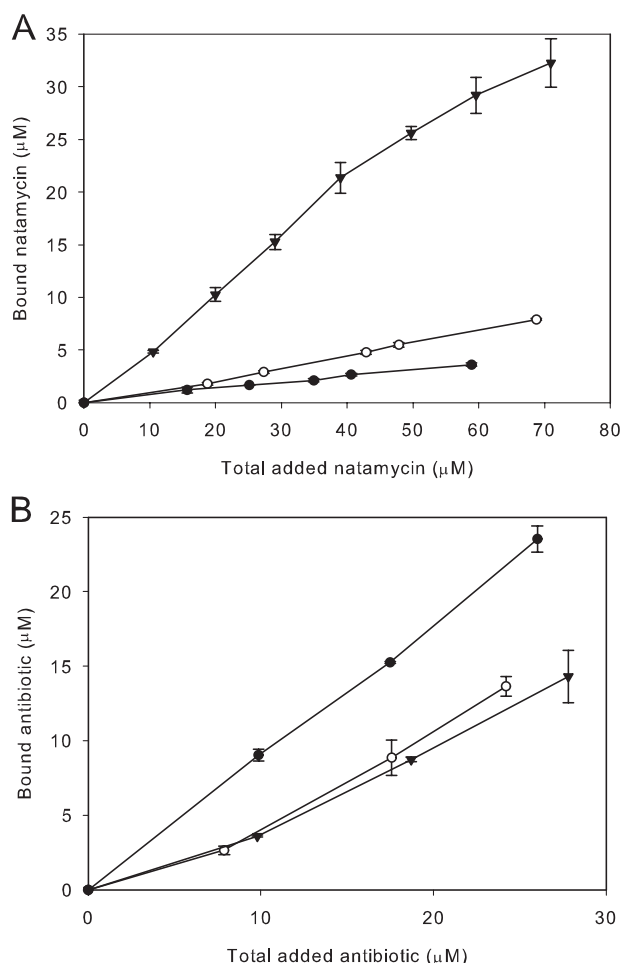 A
35
30
25
20
15
10
5
0
Bound natamycin (μM)
0 10 20 30 40 50 60 70 80
Total added natamycin (μM)
B
25
20
15
10
5
0
Bound antibiotic (μM)
0 10 20 30
Total added antibiotic (μM)